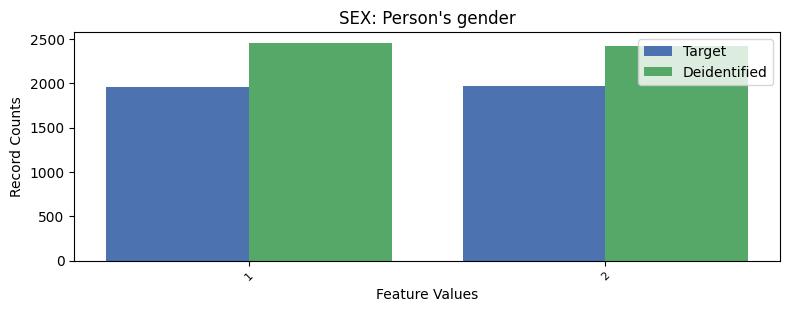 SEX: Person's gender
Target
Deidentified
Record Counts
2500
2000
1500
1000
500
0
1
2
Feature Values